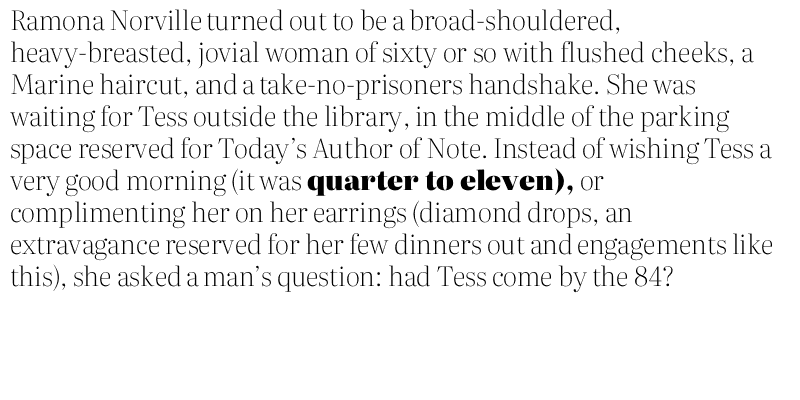 Ramona Norville turned out to be a broad-shouldered,
heavy-breasted, jovial woman of sixty or so with flushed cheeks, a
Marine haircut, and a take-no-prisoners handshake. She was
waiting for Tess outside the library, in the middle of the parking
space reserved for Today’s Author of Note. Instead of wishing Tess a
very good morning (it was quarter to eleven), or
complimenting her on her earrings (diamond drops, an
extravagance reserved for her few dinners out and engagements like
this), she asked a man’s question: had Tess come by the 84?